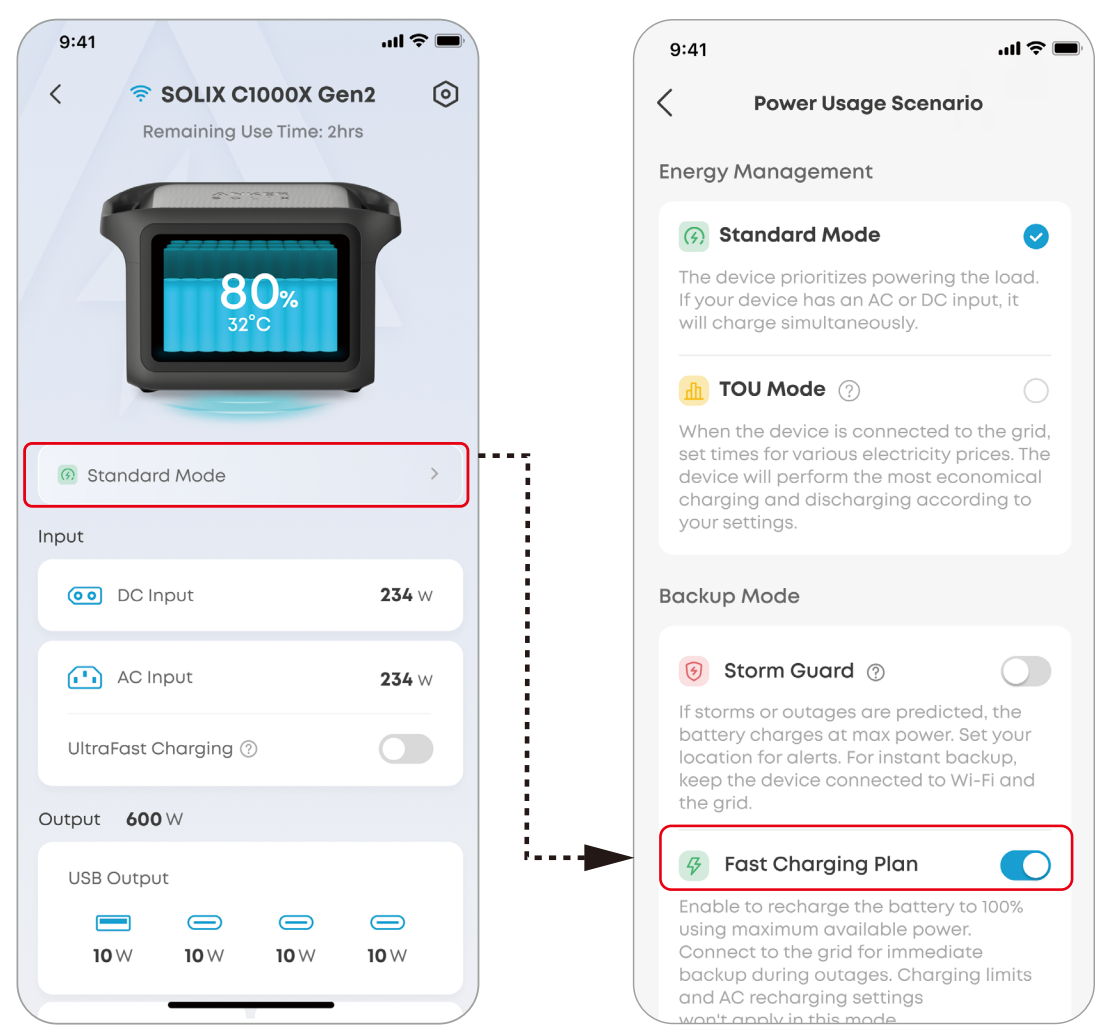 9:41
SOLIX C1000X Gen2
Remaining Use Time: 2hrs
ANKER
80%
32°C
Standard Mode
Input
DC Input 234 W
AC Input 234 W
UltraFast Charging ?
Output 600 W
USB Output
10 W 10 W 10 W 10 W
9:41
Power Usage Scenario
Energy Management
Standard Mode
The device prioritizes powering the load.
If your device has an AC or DC input, it
will charge simultaneously.
TOU Mode ?
When the device is connected to the grid,
set times for various electricity prices. The
device will perform the most economical
charging and discharging according to
your settings.
Backup Mode
Storm Guard ?
If storms or outages are predicted, the
battery charges at max power. Set your
location for alerts. For instant backup,
keep the device connected to Wi-Fi and
the grid.
Fast Charging Plan
Enable to recharge the battery to 100%
using maximum available power.
Connect to the grid for immediate
backup during outages. Charging limits
and AC recharging settings
won't apply in this mode